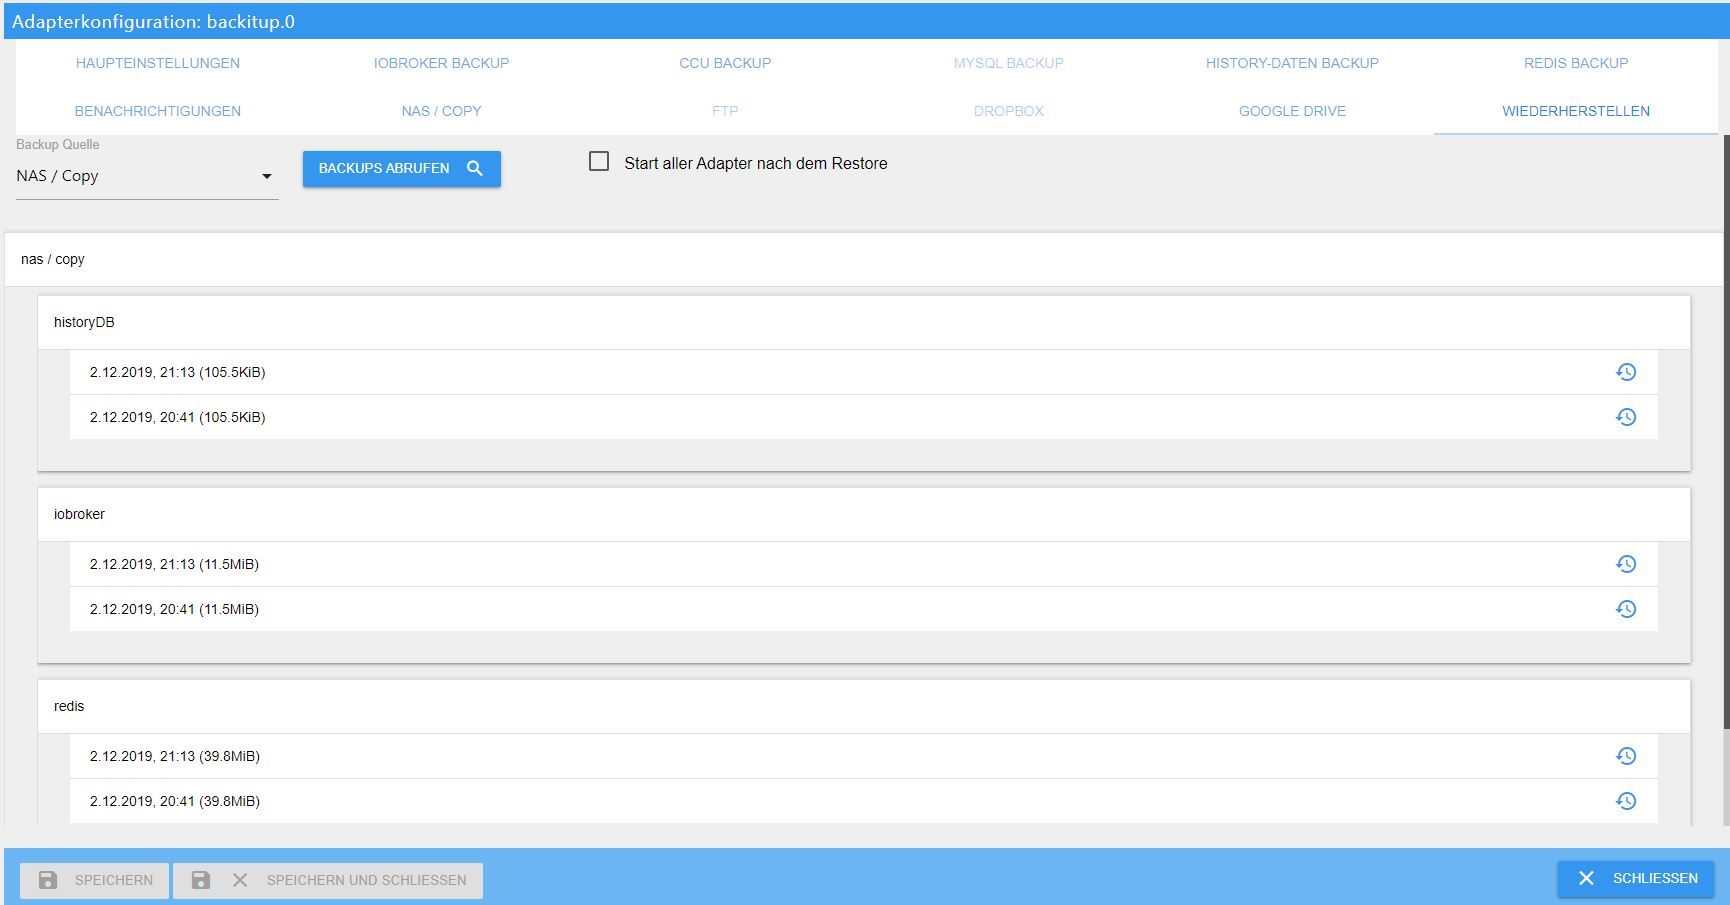 Adapterkonfiguration: backitup.0
HAUPTEINSTELLUNGEN IOBROKER BACKUP CCU BACKUP MYSQL BACKUP HISTORY-DATEN BACKUP REDIS BACKUP
BENACHRICHTIGUNGEN NAS / COPY FTP DROPBOX GOOGLE DRIVE WIEDERHERSTELLEN
Backup Quelle
NAS / Copy BACKUPS ABRUFEN Start aller Adapter nach dem Restore
nas / copy
historyDB
2.12.2019, 21:13 (105.5KiB)
2.12.2019, 20:41 (105.5KiB)
iobroker
2.12.2019, 21:13 (11.5MiB)
2.12.2019, 20:41 (11.5MiB)
redis
2.12.2019, 21:13 (39.8MiB)
2.12.2019, 20:41 (39.8MiB)
SPEICHERN SPEICHERN UND SCHLIESSEN SCHLIESSEN